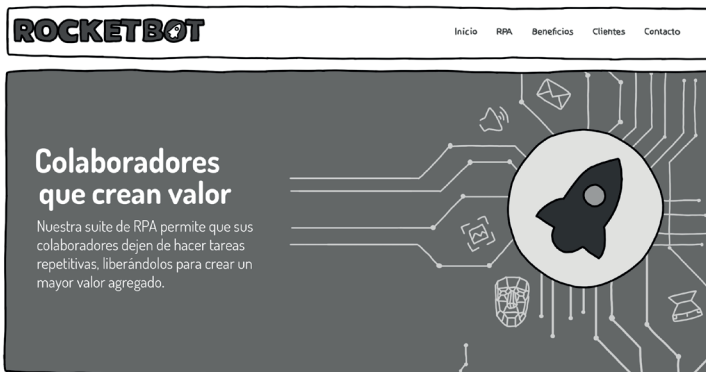 ROCKETBOT
Inicio RPA Beneficios Clientes Contacto
Colaboradores
que crean valor
Nuestra suite de RPA permite que sus
colaboradores dejen de hacer tareas
repetitivas, liberándolos para crear un
mayor valor agregado.